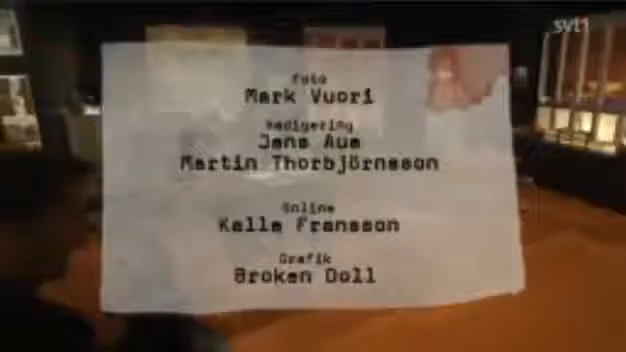 svt1
Foto
Mark Vuori
Redigering
Jens Aue
Martin Thorbjörnsson
Online
Kalle Fransson
Grafik
Broken Doll